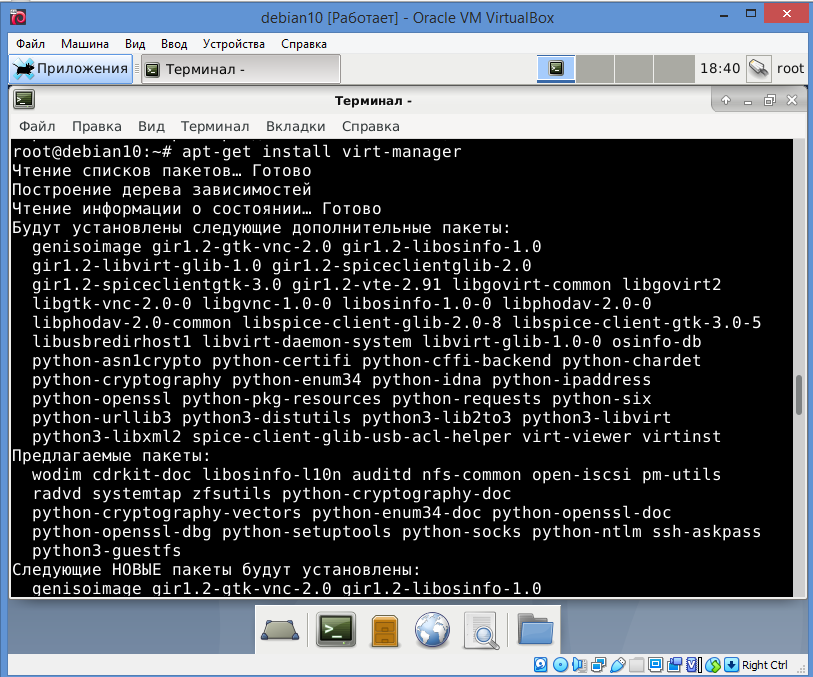 debian10 [Работает] - Oracle VM VirtualBox
Файл Машина Вид Ввод Устройства Справка
Приложения Терминал - 18:40 root
Терминал -
Файл Правка Вид Терминал Вкладки Справка
root@debian10:~# apt-get install virt-manager
Чтение списков пакетов… Готово
Построение дерева зависимостей
Чтение информации о состоянии… Готово
Будут установлены следующие дополнительные пакеты:
genisoimage gir1.2-gtk-vnc-2.0 gir1.2-libosinfo-1.0
gir1.2-libvirt-glib-1.0 gir1.2-spiceclientglib-2.0
gir1.2-spiceclientgtk-3.0 gir1.2-vte-2.91 libgovirt-common libgovirt2
libgtk-vnc-2.0-0 libgvnc-1.0-0 libosinfo-1.0-0 libphodav-2.0-0
libphodav-2.0-common libspice-client-glib-2.0-8 libspice-client-gtk-3.0-5
libusbredirhost1 libvirt-daemon-system libvirt-glib-1.0-0 osinfo-db
python-asn1crypto python-certifi python-cffi-backend python-chardet
python-cryptography python-enum34 python-idna python-ipaddress
python-openssl python-pkg-resources python-requests python-six
python-urllib3 python3-distutils python3-lib2to3 python3-libvirt
python3-libxml2 spice-client-glib-usb-acl-helper virt-viewer virtinst
Предлагаемые пакеты:
wodim cdrkit-doc libosinfo-l10n auditd nfs-common open-iscsi pm-utils
radvd systemtap zfsutils python-cryptography-doc
python-cryptography-vectors python-enum34-doc python-openssl-doc
python-openssl-dbg python-setuptools python-socks python-ntlm ssh-askpass
python3-guestfs
Следующие НОВЫЕ пакеты будут установлены:
genisoimage gir1.2-gtk-vnc-2.0 gir1.2-libosinfo-1.0
Right Ctrl